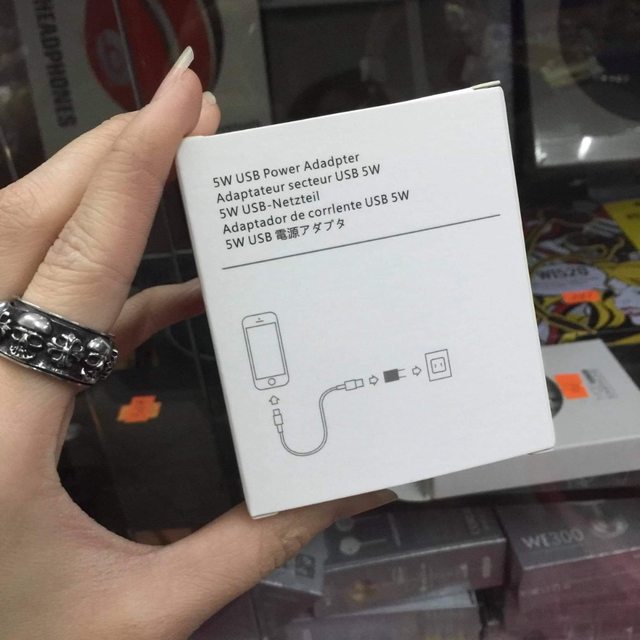 HEADPHONES
5W USB Power Adadpter
Adaptateur secteur USB 5W
5W USB-Netzteil
Adaptador de corrlente USB 5W
5W USB 電源アダプタ
WL300